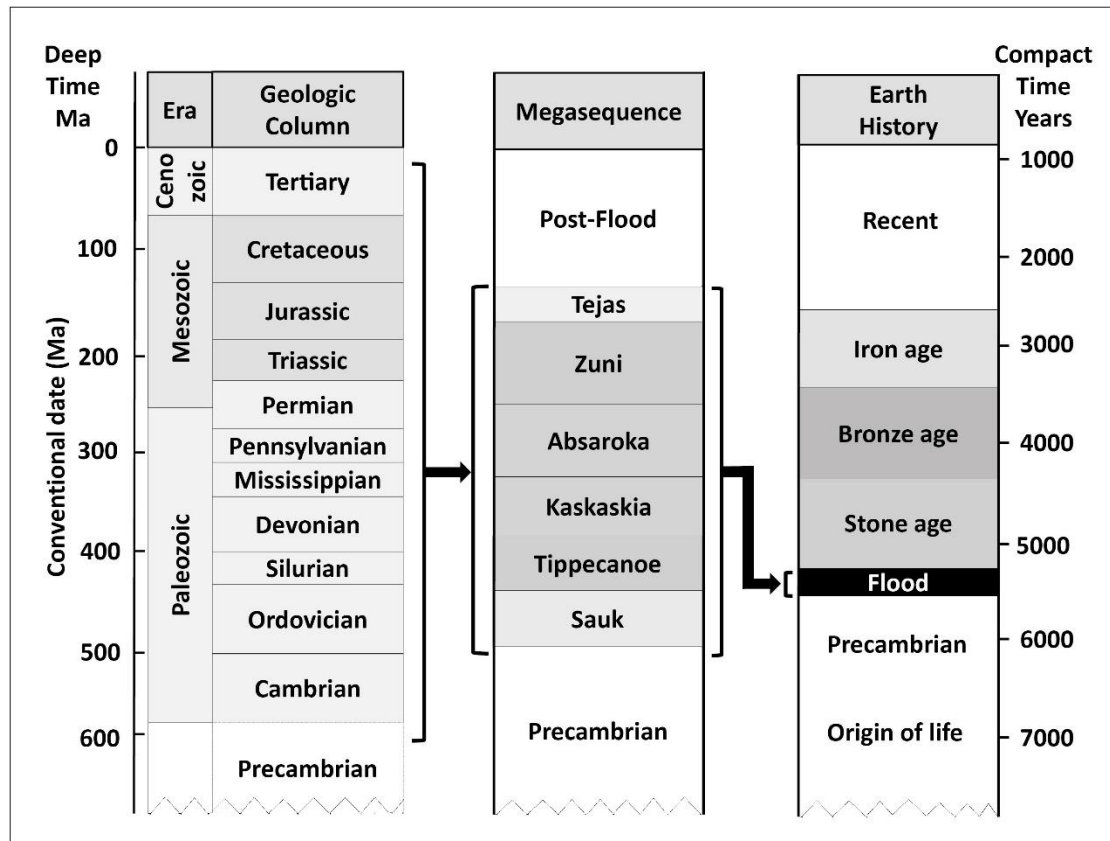 Deep
Time
Ma
Era
Geologic
Column
Megasequence
Earth
History
Compact
Time
Years
Conventional date (Ma)
0
100
200
300
400
500
600
Ceno
zoic
Mesozoic
Paleozoic
Tertiary
Cretaceous
Jurassic
Triassic
Permian
Pennsylvanian
Mississippian
Devonian
Silurian
Ordovician
Cambrian
Precambrian
Post-Flood
Tejas
Zuni
Absaroka
Kaskaskia
Tippecanoe
Sauk
Precambrian
Recent
Iron age
Bronze age
Stone age
Flood
Precambrian
Origin of life
1000
2000
3000
4000
5000
6000
7000